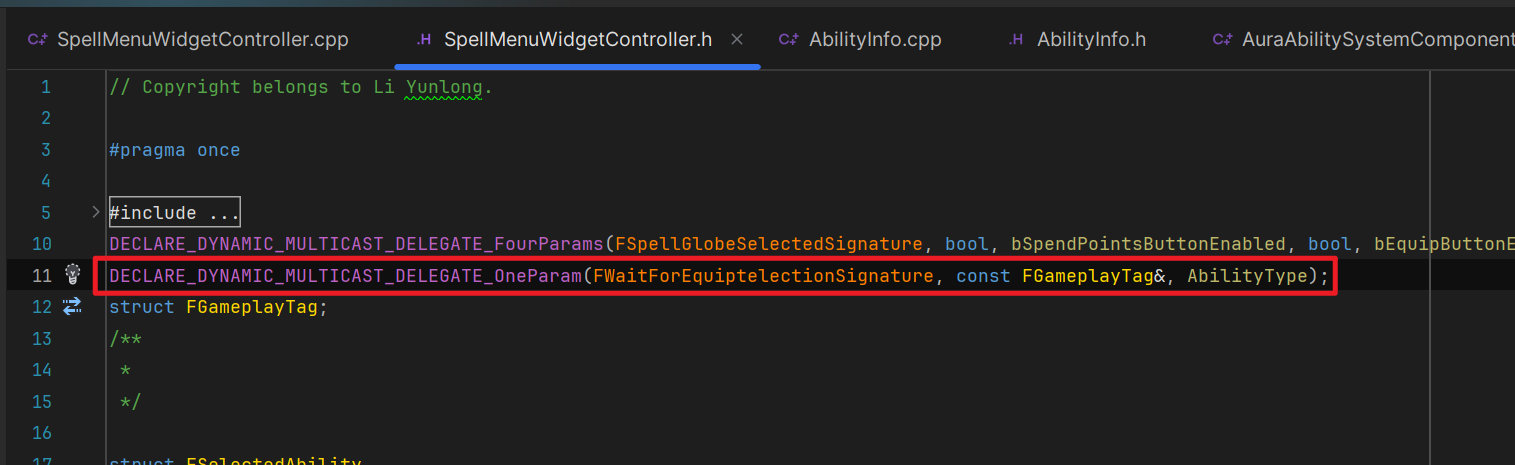 SpellMenuWidgetController.cpp
.H SpellMenuWidgetController.h
AbilityInfo.cpp
.H AbilityInfo.h
AuraAbilitySystemComponent
1 // Copyright belongs to Li Yunlong.
2
3 #pragma once
4
5 #include ...
10 DECLARE_DYNAMIC_MULTICAST_DELEGATE_FourParams(FSpellGlobeSelectedSignature, bool, bSpendPointsButtonEnabled, bool, bEquipButtonE
11 DECLARE_DYNAMIC_MULTICAST_DELEGATE_OneParam(FWaitForEquiptelectionSignature, const FGameplayTag&, AbilityType);
12 struct FGameplayTag;
13 /**
14 *
15 */
16
17 struct FSelectedAbility